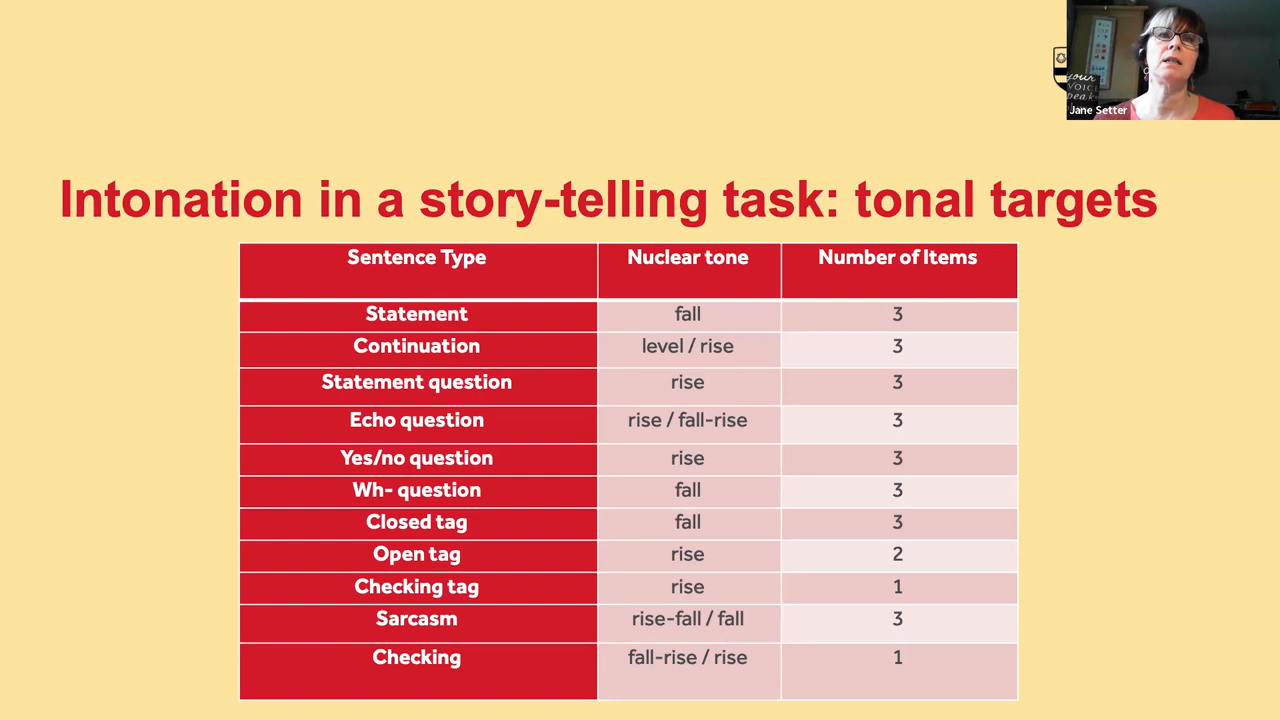 your
VOICE
speaks
Jane Setter
Intonation in a story-telling task: tonal targets
Sentence Type Nuclear tone Number of Items
Statement fall 3
Continuation level / rise 3
Statement question rise 3
Echo question rise / fall-rise 3
Yes/no question rise 3
Wh- question fall 3
Closed tag fall 3
Open tag rise 2
Checking tag rise 1
Sarcasm rise-fall / fall 3
Checking fall-rise / rise 1